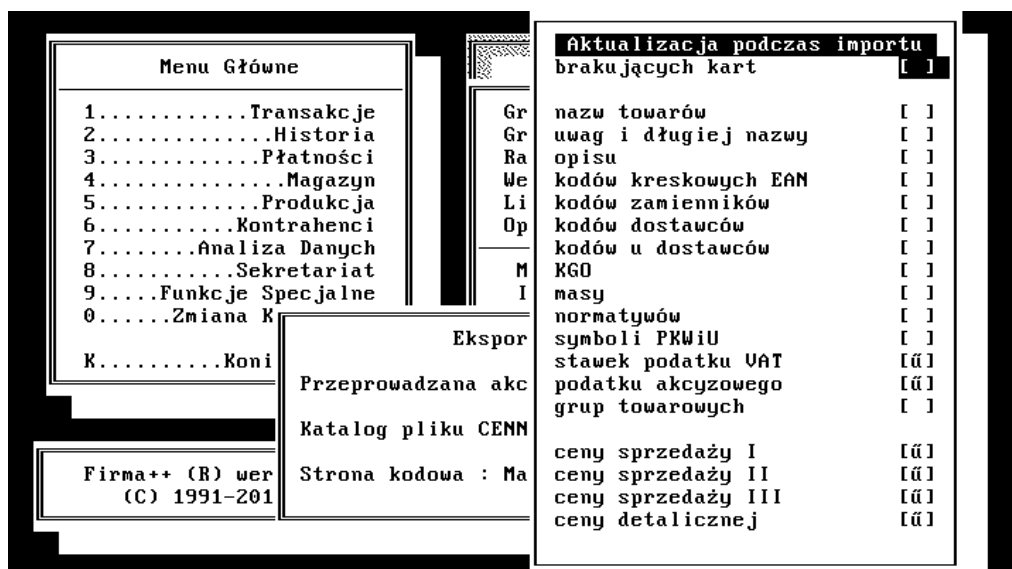 Menu Główne
1.............Transakcje
2..............Historia
3.............Płatności
4...............Magazyn
5.............Produkcja
6...........Kontrahenci
7........Analiza Danych
8...........Sekretariat
9.....Funkcje Specjalne
0......Zmiana K
K..........Koni
Firma++ (R) wer
(C) 1991-201
Gr
Gr
Ra
We
Li
Op
M
I
Ekspor
Przeprowadzana akc
Katalog pliku CENN
Strona kodowa : Ma
Aktualizacja podczas importu
brakujących kart [ ]
nazw towarów [ ]
uwag i długiej nazwy [ ]
opisu [ ]
kodów kreskowych EAN [ ]
kodów zamienników [ ]
kodów dostawców [ ]
kodów u dostawców [ ]
KGO [ ]
masy [ ]
normatywów [ ]
symboli PKWiU [ ]
stawek podatku VAT [ű]
podatku akcyzowego [ű]
grup towarowych [ ]
ceny sprzedaży I [ű]
ceny sprzedaży II [ű]
ceny sprzedaży III [ű]
ceny detalicznej [ű]